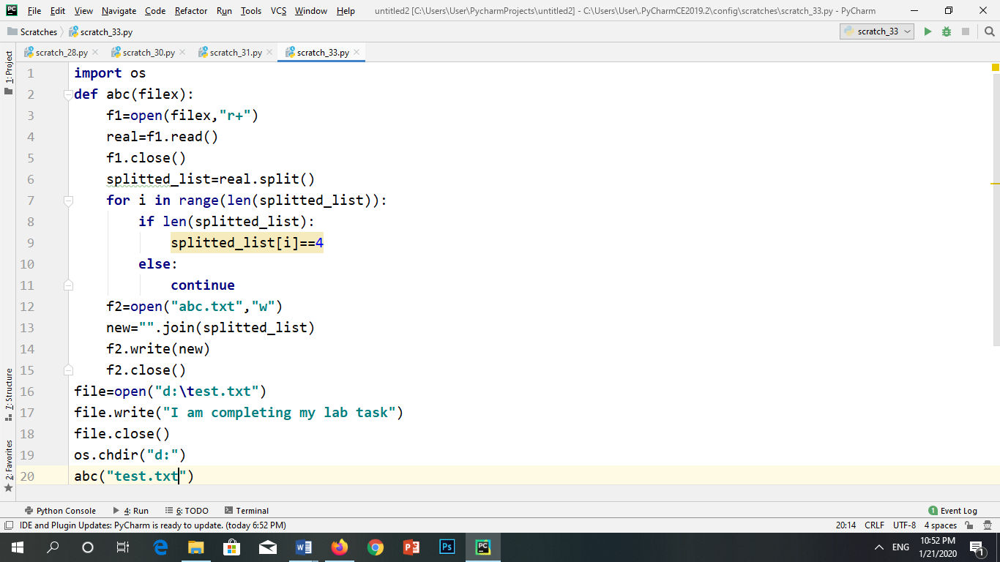 PC File Edit View Navigate Code Refactor Run Tools VCS Window Help untitled2 [C:\Users\User\PycharmProjects\untitled2] - C:\Users\User\.PyCharmCE2019.2\config\scratches\scratch_33.py - PyCharm
Scratches scratch_33.py scratch_33
scratch_28.py scratch_30.py scratch_31.py scratch_33.py
1: Project
1 import os
2 def abc(filex):
3     f1=open(filex,"r+")
4     real=f1.read()
5     f1.close()
6     splitted_list=real.split()
7     for i in range(len(splitted_list)):
8         if len(splitted_list):
9             splitted_list[i]==4
10         else:
11             continue
12     f2=open("abc.txt","w")
13     new="".join(splitted_list)
14     f2.write(new)
15     f2.close()
16 file=open("d:\test.txt")
17 file.write("I am completing my lab task")
18 file.close()
19 os.chdir("d:")
20 abc("test.txt")
7: Structure
2: Favorites
Python Console 4: Run 6: TODO Terminal 1 Event Log
IDE and Plugin Updates: PyCharm is ready to update. (today 6:52 PM) 20:14 CRLF UTF-8 4 spaces
W P Ps PC ENG 10:52 PM
1/21/2020 1